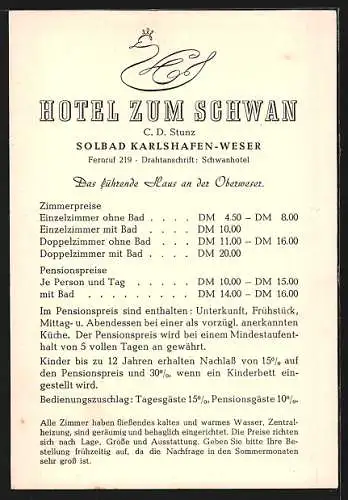 HOTEL ZUM SCHWAN
C. D. Stunz
SOLBAD KARLSHAFEN-WESER
Fernruf 219 · Drahtanschrift: Schwanhotel
Das führende Haus an der Oberweser.
Zimmerpreise
Einzelzimmer ohne Bad . . . . DM 4.50 – DM 8.00
Einzelzimmer mit Bad . . . . DM 10.00
Doppelzimmer ohne Bad . . . DM 11.00 – DM 16.00
Doppelzimmer mit Bad . . . . DM 20.00
Pensionspreise
Je Person und Tag . . . . . DM 10.00 – DM 15.00
mit Bad . . . . . . . . . DM 14.00 – DM 16.00
Im Pensionspreis sind enthalten: Unterkunft, Frühstück,
Mittag- u. Abendessen bei einer als vorzügl. anerkannten
Küche. Der Pensionspreis wird bei einem Mindestaufent-
halt von 5 vollen Tagen an gewährt.
Kinder bis zu 12 Jahren erhalten Nachlaß von 15% auf
den Pensionspreis und 30%, wenn ein Kinderbett ein-
gestellt wird.
Bedienungszuschlag: Tagesgäste 15%, Pensionsgäste 10%.
Alle Zimmer haben fließendes kaltes und warmes Wasser, Zentral-
heizung, sind geräumig und behaglich eingerichtet. Die Preise richten
sich nach Lage, Größe und Ausstattung. Geben Sie bitte Ihre Be-
stellung frühzeitig auf, da die Nachfrage in den Sommermonaten
sehr groß ist.